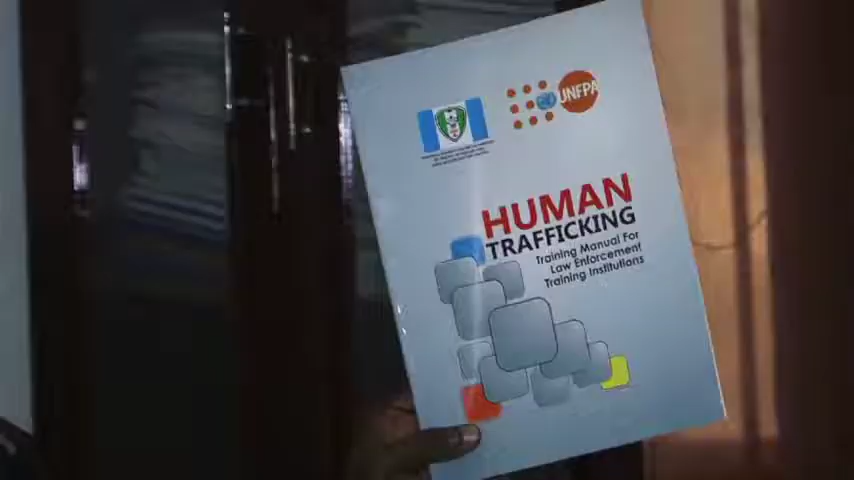 UNFPA
HUMAN
TRAFFICKING
Training Manual For
Law Enforcement
Training Institutions